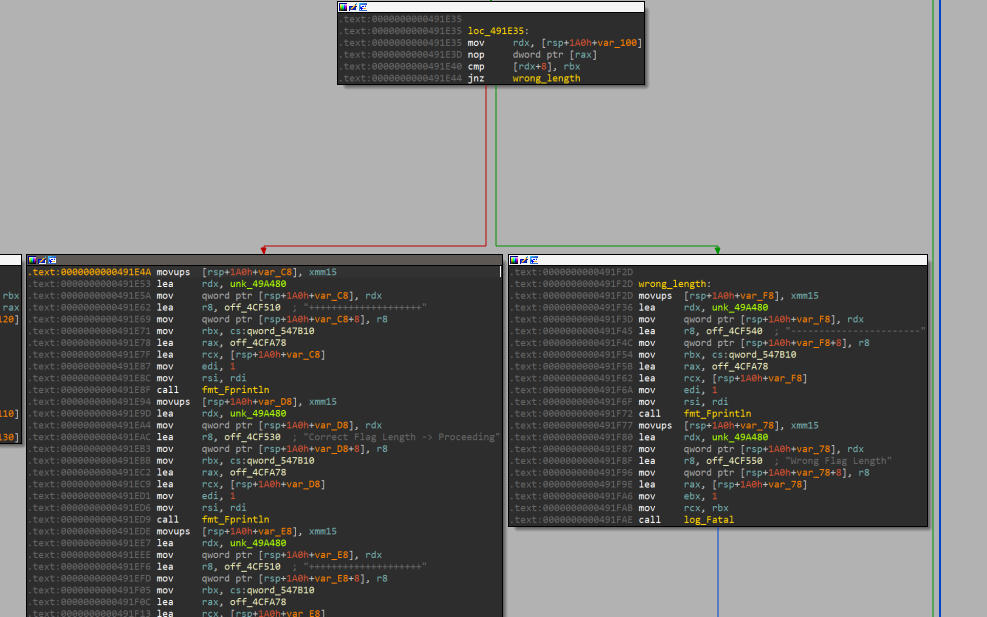 .text:0000000000491E35
.text:0000000000491E35 loc_491E35:
.text:0000000000491E35 mov rdx, [rsp+1A0h+var_100]
.text:0000000000491E3D nop dword ptr [rax]
.text:0000000000491E40 cmp [rdx+8], rbx
.text:0000000000491E44 jnz wrong_length
rbx
rax
120]
110]
130]
.text:0000000000491E4A movups [rsp+1A0h+var_C8], xmm15
.text:0000000000491E53 lea rdx, unk_49A480
.text:0000000000491E5A mov qword ptr [rsp+1A0h+var_C8], rdx
.text:0000000000491E62 lea r8, off_4CF510 ; "++++++++++++++++++++"
.text:0000000000491E69 mov qword ptr [rsp+1A0h+var_C8+8], r8
.text:0000000000491E71 mov rbx, cs:qword_547B10
.text:0000000000491E78 lea rax, off_4CFA78
.text:0000000000491E7F lea rcx, [rsp+1A0h+var_C8]
.text:0000000000491E87 mov edi, 1
.text:0000000000491E8C mov rsi, rdi
.text:0000000000491E8F call fmt_Fprintln
.text:0000000000491E94 movups [rsp+1A0h+var_D8], xmm15
.text:0000000000491E9D lea rdx, unk_49A480
.text:0000000000491EA4 mov qword ptr [rsp+1A0h+var_D8], rdx
.text:0000000000491EAC lea r8, off_4CF530 ; "Correct Flag Length -> Proceeding"
.text:0000000000491EB3 mov qword ptr [rsp+1A0h+var_D8+8], r8
.text:0000000000491EBB mov rbx, cs:qword_547B10
.text:0000000000491EC2 lea rax, off_4CFA78
.text:0000000000491EC9 lea rcx, [rsp+1A0h+var_D8]
.text:0000000000491ED1 mov edi, 1
.text:0000000000491ED6 mov rsi, rdi
.text:0000000000491ED9 call fmt_Fprintln
.text:0000000000491EDE movups [rsp+1A0h+var_E8], xmm15
.text:0000000000491EE7 lea rdx, unk_49A480
.text:0000000000491EEE mov qword ptr [rsp+1A0h+var_E8], rdx
.text:0000000000491EF6 lea r8, off_4CF510 ; "++++++++++++++++++++"
.text:0000000000491EFD mov qword ptr [rsp+1A0h+var_E8+8], r8
.text:0000000000491F05 mov rbx, cs:qword_547B10
.text:0000000000491F0C lea rax, off_4CFA78
.text:0000000000491F13 lea rcx, [rsp+1A0h+var_E8]
.text:0000000000491F2D
.text:0000000000491F2D wrong_length:
.text:0000000000491F2D movups [rsp+1A0h+var_F8], xmm15
.text:0000000000491F36 lea rdx, unk_49A480
.text:0000000000491F3D mov qword ptr [rsp+1A0h+var_F8], rdx
.text:0000000000491F45 lea r8, off_4CF540 ; "-----------------------"
.text:0000000000491F4C mov qword ptr [rsp+1A0h+var_F8+8], r8
.text:0000000000491F54 mov rbx, cs:qword_547B10
.text:0000000000491F5B lea rax, off_4CFA78
.text:0000000000491F62 lea rcx, [rsp+1A0h+var_F8]
.text:0000000000491F6A mov edi, 1
.text:0000000000491F6F mov rsi, rdi
.text:0000000000491F72 call fmt_Fprintln
.text:0000000000491F77 movups [rsp+1A0h+var_78], xmm15
.text:0000000000491F80 lea rdx, unk_49A480
.text:0000000000491F87 mov qword ptr [rsp+1A0h+var_78], rdx
.text:0000000000491F8F lea r8, off_4CF550 ; "Wrong Flag Length"
.text:0000000000491F96 mov qword ptr [rsp+1A0h+var_78+8], r8
.text:0000000000491F9E lea rax, [rsp+1A0h+var_78]
.text:0000000000491FA6 mov ebx, 1
.text:0000000000491FAB mov rcx, rbx
.text:0000000000491FAE call log_Fatal